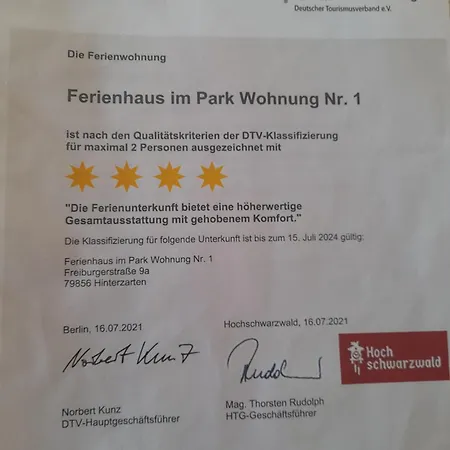 Deutscher Tourismusverband e.V.
Die Ferienwohnung
Ferienhaus im Park Wohnung Nr. 1
ist nach den Qualitätskriterien der DTV-Klassifizierung
für maximal 2 Personen ausgezeichnet mit
"Die Ferienunterkunft bietet eine höherwertige
Gesamtausstattung mit gehobenem Komfort."
Die Klassifizierung für folgende Unterkunft ist bis zum 15. Juli 2024 gültig:
Ferienhaus im Park Wohnung Nr. 1
Freiburgerstraße 9a
79856 Hinterzarten
Berlin, 16.07.2021
Hochschwarzwald, 16.07.2021
Norbert Kunz
Rudol
Hoch
schwarzwald
Norbert Kunz
DTV-Hauptgeschäftsführer
Mag. Thorsten Rudolph
HTG-Geschäftsführer